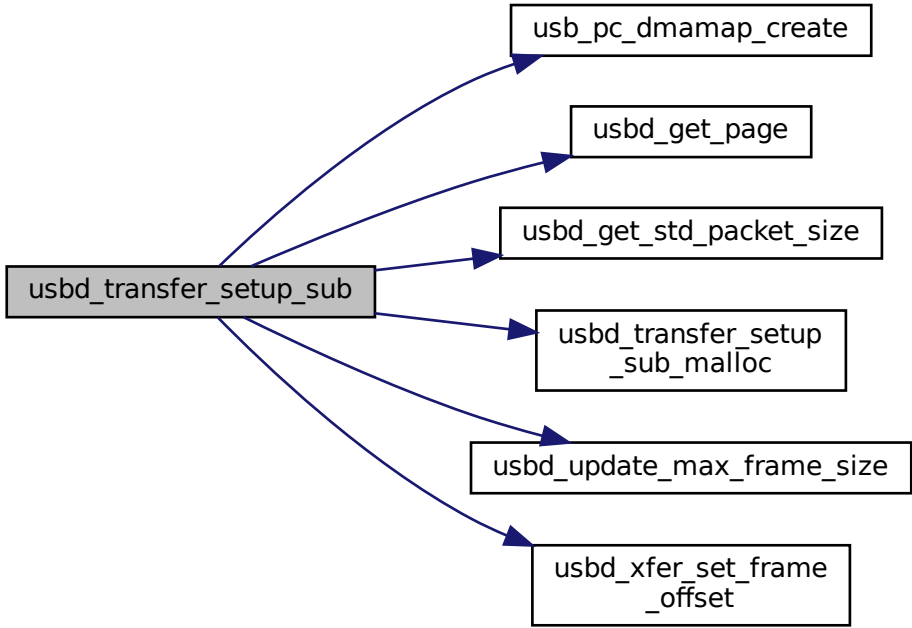 usb_pc_dmamap_create
usbd_get_page
usbd_get_std_packet_size
usbd_transfer_setup_sub
usbd_transfer_setup
_sub_malloc
usbd_update_max_frame_size
usbd_xfer_set_frame
_offset